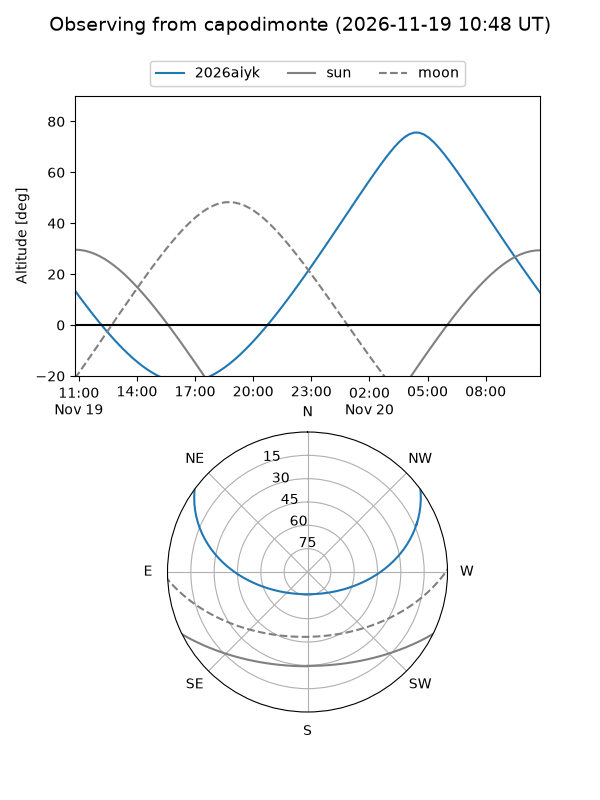 Observing from capodimonte (2026-11-19 10:48 UT)
2026aiyk sun moon
Altitude [deg]
80
60
40
20
0
−20
11:00 14:00 17:00 20:00 23:00 02:00 05:00 08:00
Nov 19 Nov 20
N
NE NW
15
30
45
60
75
E W
SE SW
S